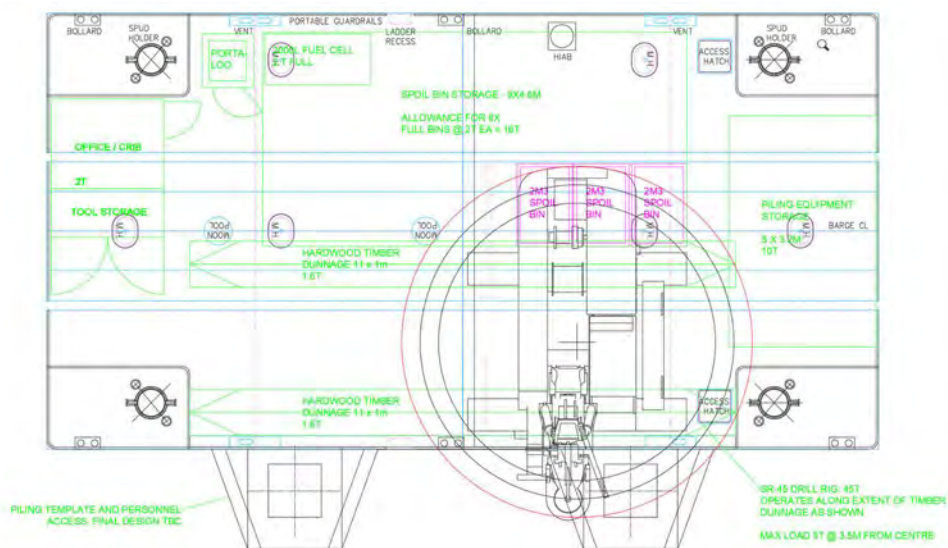 PORTABLE GUARDRAILS
BOLLARD
SPUD
HOLDER
VENT
LADDER
RECESS
BOLLARD
HIAB
VENT
ACCESS
HATCH
SPUD
HOLDER
BOLLARD
PORTA-
LOO
2000L FUEL CELL
FULL
M.H
M.H
SPOIL BIN STORAGE - 9X4.6M
ALLOWANCE FOR 8X
FULL BINS @ 2T EA = 16T
OFFICE / CRIB
2T
TOOL STORAGE
2M3
SPOIL
BIN
2M3
SPOIL
BIN
2M3
SPOIL
BIN
PILING EQUIPMENT
STORAGE
5 X 3.7M
10T
M.H
MOON
POOL
M.H
MOON
POOL
M.H
M.H
BARGE CL
HARDWOOD TIMBER
DUNNAGE 11 x 1m
1.6T
HARDWOOD TIMBER
DUNNAGE 11 x 1m
1.6T
ACCESS
HATCH
PILING TEMPLATE AND PERSONNEL
ACCESS. FINAL DESIGN TBC
SR-45 DRILL RIG. 45T
OPERATES ALONG EXTENT OF TIMBER
DUNNAGE AS SHOWN
MAX LOAD 5T @ 3.5M FROM CENTRE